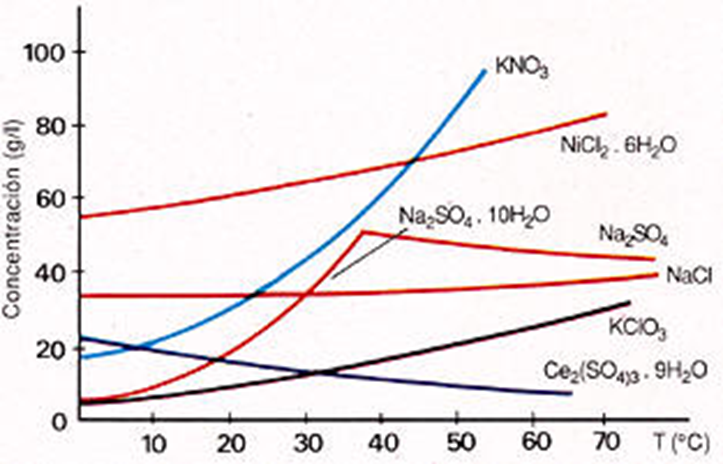 Concentración (g/l)
100
80
60
40
20
0
KNO₃
NiCl₂ . 6H₂O
Na₂SO₄ . 10H₂O
Na₂SO₄
NaCl
KClO₃
Ce₂(SO₄)₃ . 9H₂O
10 20 30 40 50 60 70 T (°C)